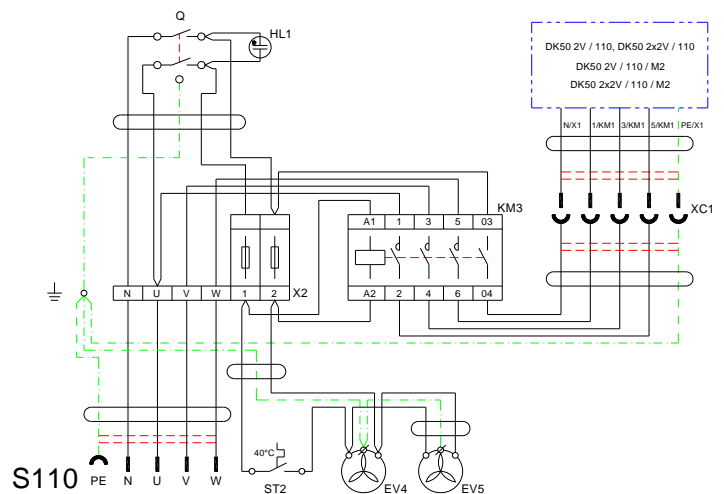 Q
HL1
DK50 2V / 110, DK50 2x2V / 110
DK50 2V / 110 / M2
DK50 2x2V / 110 / M2
N/X1 1/KM1 3/KM1 5/KM1 PE/X1
XC1
KM3
A1 1 3 5 03
A2 2 4 6 04
N U V W 1 2 X2
40°C
ST2 EV4 EV5
S110 PE N U V W